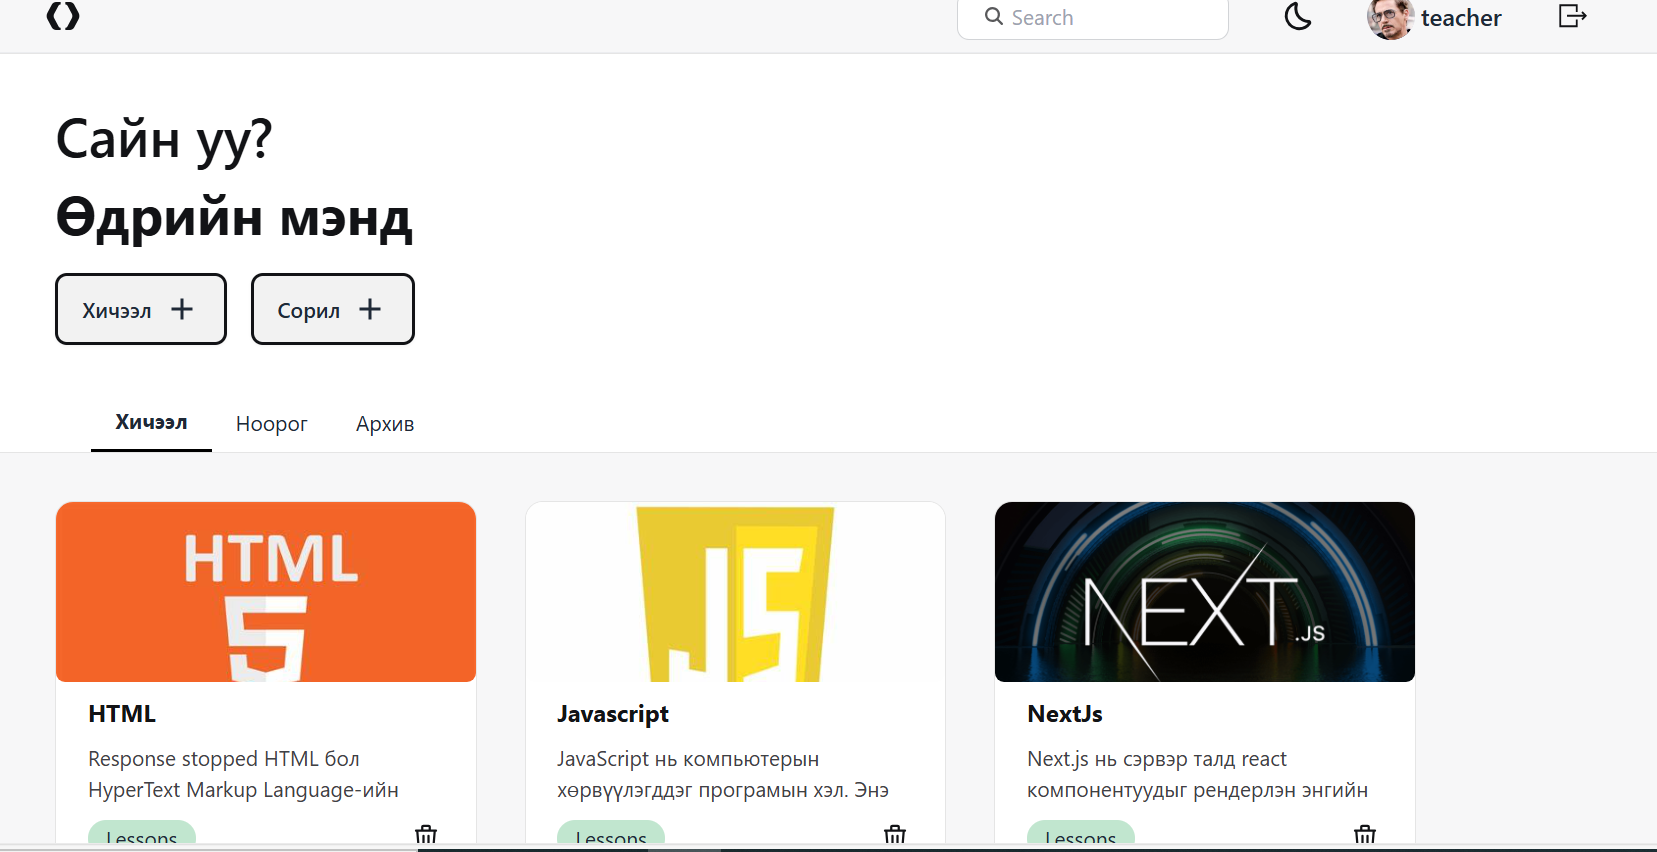 Search
teacher
Сайн уу?
Өдрийн мэнд
Хичээл
Сорил
Хичээл
Ноорог
Архив
HTML
5
JS
NEXT.JS
HTML
Response stopped HTML бол
HyperText Markup Language-ийн
Lessons
Javascript
JavaScript нь компьютерын
хөрвүүлэгддэг програмын хэл. Энэ
Lessons
NextJs
Next.js нь сэрвэр талд react
компонентуудыг рендерлэн энгийн
Lessons